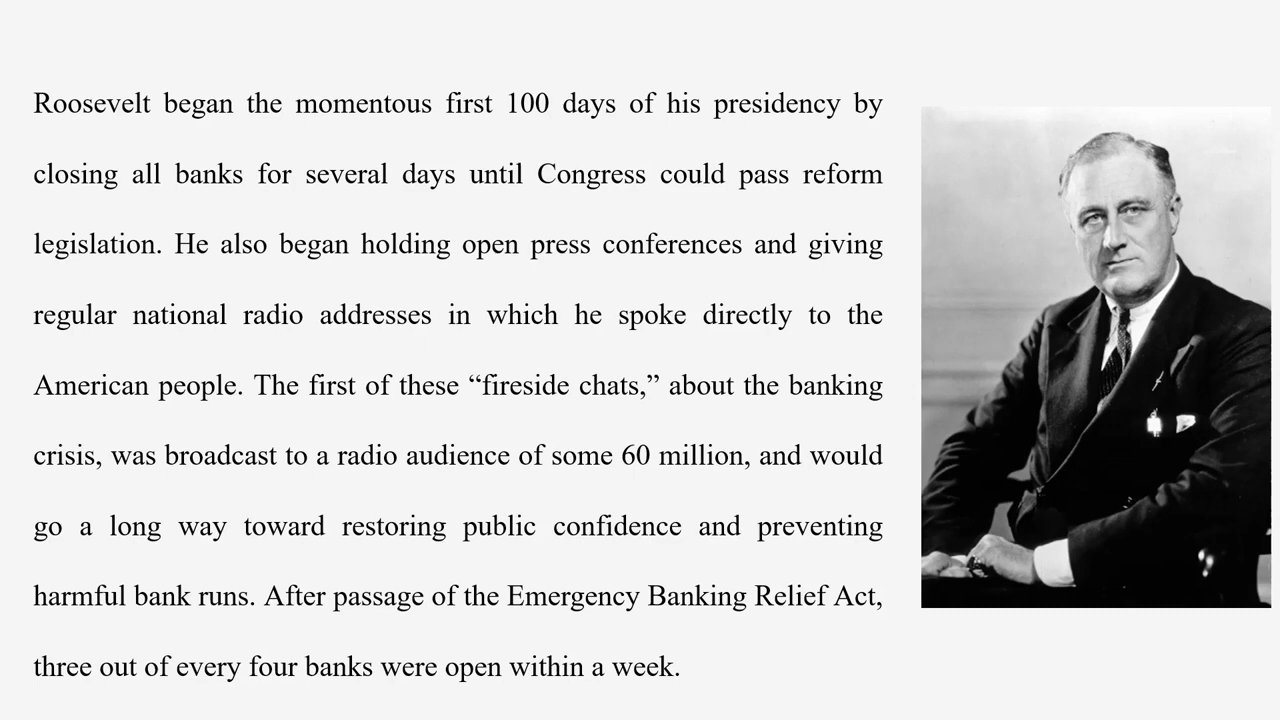 Roosevelt began the momentous first 100 days of his presidency by
closing all banks for several days until Congress could pass reform
legislation. He also began holding open press conferences and giving
regular national radio addresses in which he spoke directly to the
American people. The first of these “fireside chats,” about the banking
crisis, was broadcast to a radio audience of some 60 million, and would
go a long way toward restoring public confidence and preventing
harmful bank runs. After passage of the Emergency Banking Relief Act,
three out of every four banks were open within a week.